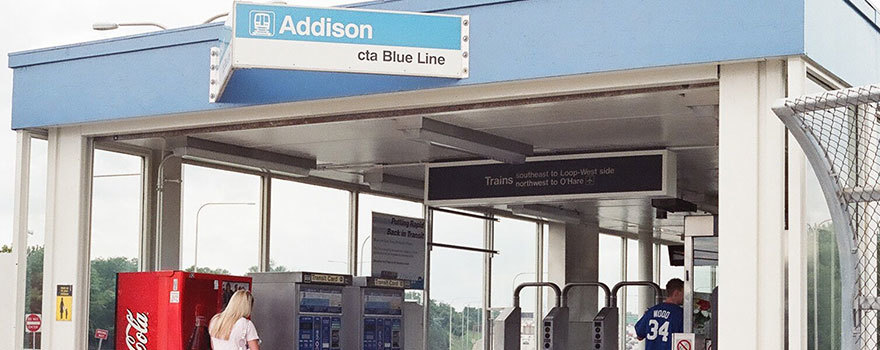 Addison
cta Blue Line
Trains southeast to Loop-West side
northwest to O'Hare
Pulling Rapid
Back in Transit
Transit Card
Transit Card
Coca-Cola
WOOD
34